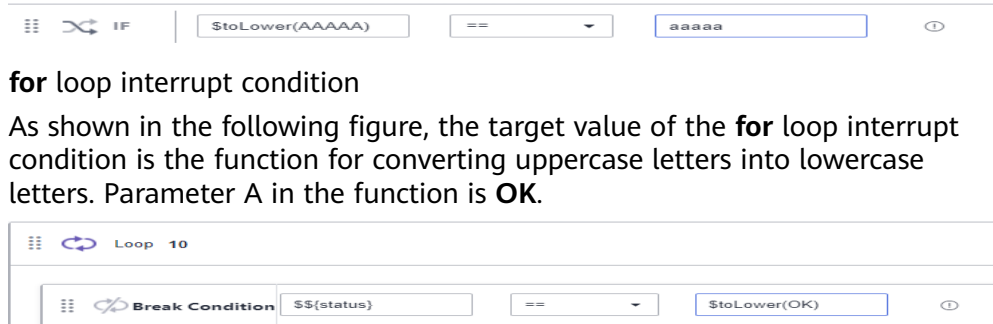 IF $toLower(AAAAA) == aaaaa
for loop interrupt condition
As shown in the following figure, the target value of the for loop interrupt
condition is the function for converting uppercase letters into lowercase
letters. Parameter A in the function is OK.
Loop 10
Break Condition $${status} == $toLower(OK)